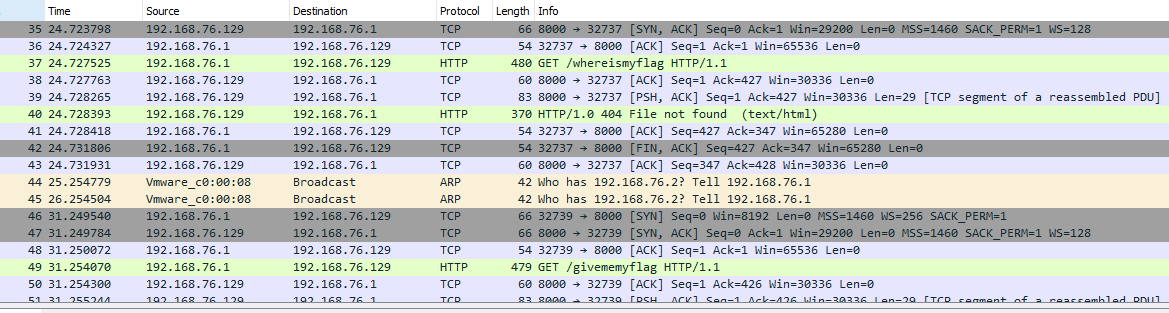 Time Source Destination Protocol Length Info
35 24.723798 192.168.76.129 192.168.76.1 TCP 66 8000 → 32737 [SYN, ACK] Seq=0 Ack=1 Win=29200 Len=0 MSS=1460 SACK_PERM=1 WS=128
36 24.724327 192.168.76.1 192.168.76.129 TCP 54 32737 → 8000 [ACK] Seq=1 Ack=1 Win=65536 Len=0
37 24.727525 192.168.76.1 192.168.76.129 HTTP 480 GET /whereismyflag HTTP/1.1
38 24.727763 192.168.76.129 192.168.76.1 TCP 60 8000 → 32737 [ACK] Seq=1 Ack=427 Win=30336 Len=0
39 24.728265 192.168.76.129 192.168.76.1 TCP 83 8000 → 32737 [PSH, ACK] Seq=1 Ack=427 Win=30336 Len=29 [TCP segment of a reassembled PDU]
40 24.728393 192.168.76.129 192.168.76.1 HTTP 370 HTTP/1.0 404 File not found (text/html)
41 24.728418 192.168.76.1 192.168.76.129 TCP 54 32737 → 8000 [ACK] Seq=427 Ack=347 Win=65280 Len=0
42 24.731806 192.168.76.1 192.168.76.129 TCP 54 32737 → 8000 [FIN, ACK] Seq=427 Ack=347 Win=65280 Len=0
43 24.731931 192.168.76.129 192.168.76.1 TCP 60 8000 → 32737 [ACK] Seq=347 Ack=428 Win=30336 Len=0
44 25.254779 Vmware_c0:00:08 Broadcast ARP 42 Who has 192.168.76.2? Tell 192.168.76.1
45 26.254504 Vmware_c0:00:08 Broadcast ARP 42 Who has 192.168.76.2? Tell 192.168.76.1
46 31.249540 192.168.76.1 192.168.76.129 TCP 66 32739 → 8000 [SYN] Seq=0 Win=8192 Len=0 MSS=1460 WS=256 SACK_PERM=1
47 31.249784 192.168.76.129 192.168.76.1 TCP 66 8000 → 32739 [SYN, ACK] Seq=0 Ack=1 Win=29200 Len=0 MSS=1460 SACK_PERM=1 WS=128
48 31.250072 192.168.76.1 192.168.76.129 TCP 54 32739 → 8000 [ACK] Seq=1 Ack=1 Win=65536 Len=0
49 31.254070 192.168.76.1 192.168.76.129 HTTP 479 GET /givememyflag HTTP/1.1
50 31.254300 192.168.76.129 192.168.76.1 TCP 60 8000 → 32739 [ACK] Seq=1 Ack=426 Win=30336 Len=0
51 31.255244 192.168.76.129 192.168.76.1 TCP 83 8000 → 32739 [PSH, ACK] Seq=1 Ack=426 Win=30336 Len=29 [TCP segment of a reassembled PDU]